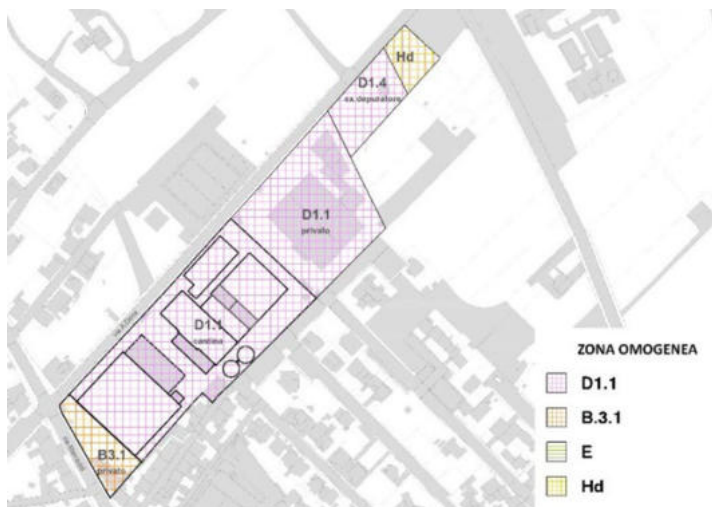 Hd
D1.4
ex depuratore
D1.1
privato
D1.1
cantina
B3.1
privato
ZONA OMOGENEA
D1.1
B.3.1
E
Hd